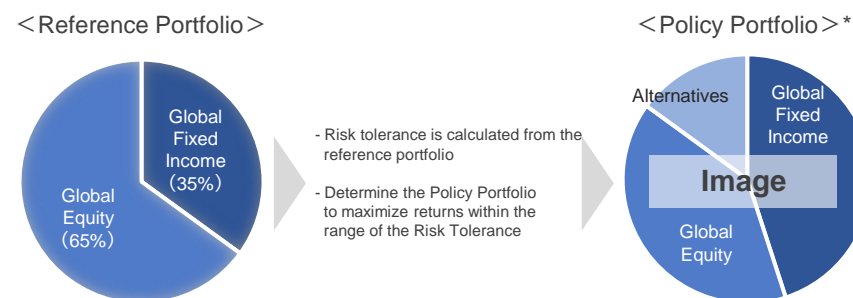 ＜Reference Portfolio＞
Global
Fixed
Income
（35%）
Global
Equity
（65%）
- Risk tolerance is calculated from the
reference portfolio
- Determine the Policy Portfolio
to maximize returns within the
range of the Risk Tolerance
＜Policy Portfolio＞*
Alternatives
Global
Fixed
Income
Image
Global
Equity